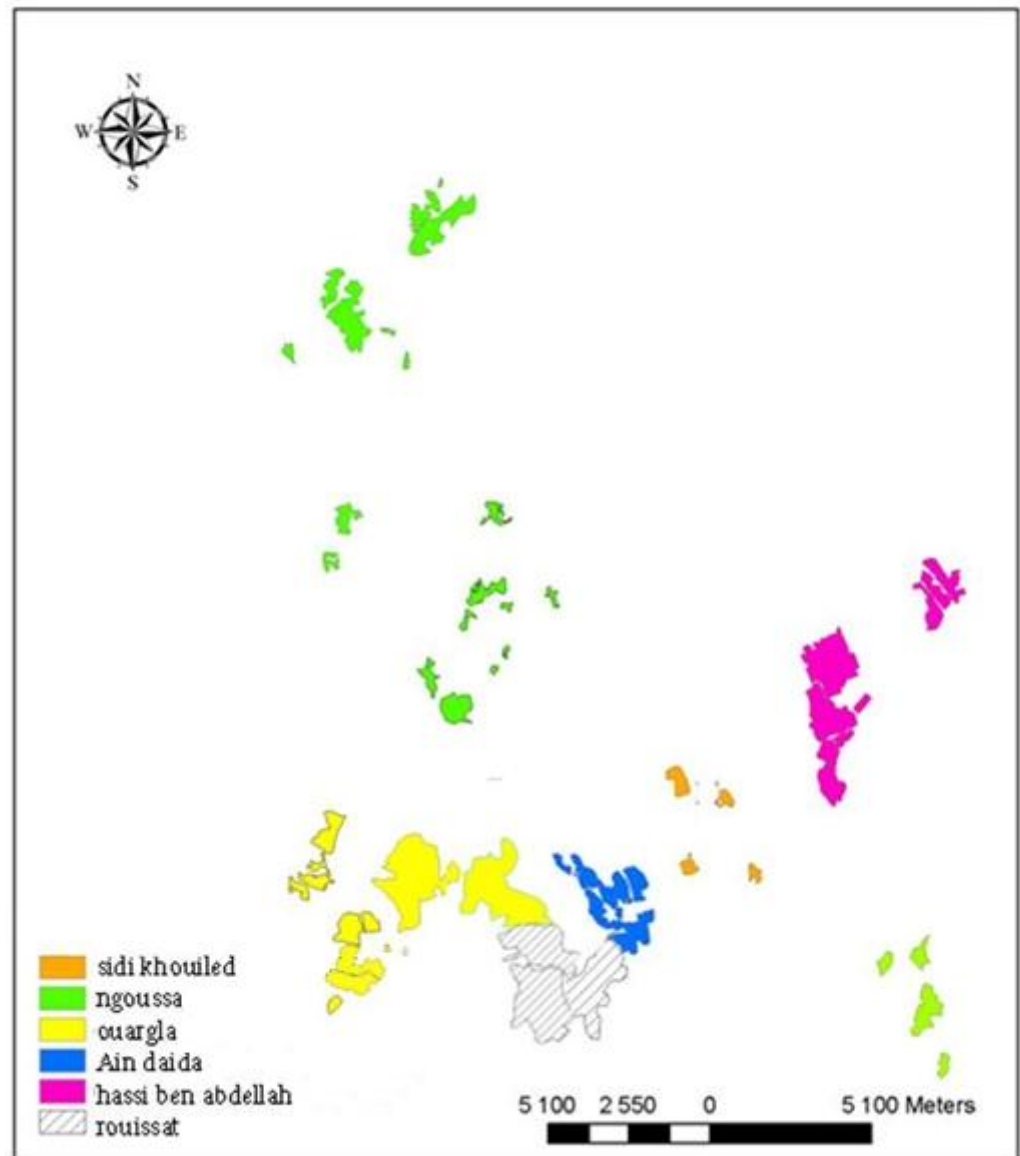 N
W E
S
sidi khouiled
ngoussa
ouargla
Ain daida
hassi ben abdellah
rouissat
5 100 2 550 0 5 100 Meters